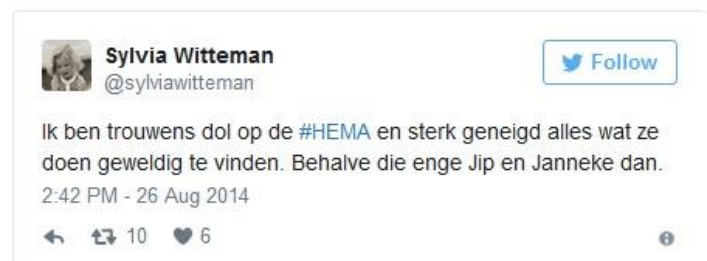 Sylvia Witteman
@sylviawitteman
Follow
Ik ben trouwens dol op de #HEMA en sterk geneigd alles wat ze
doen geweldig te vinden. Behalve die enge Jip en Janneke dan.
2:42 PM - 26 Aug 2014
10 6